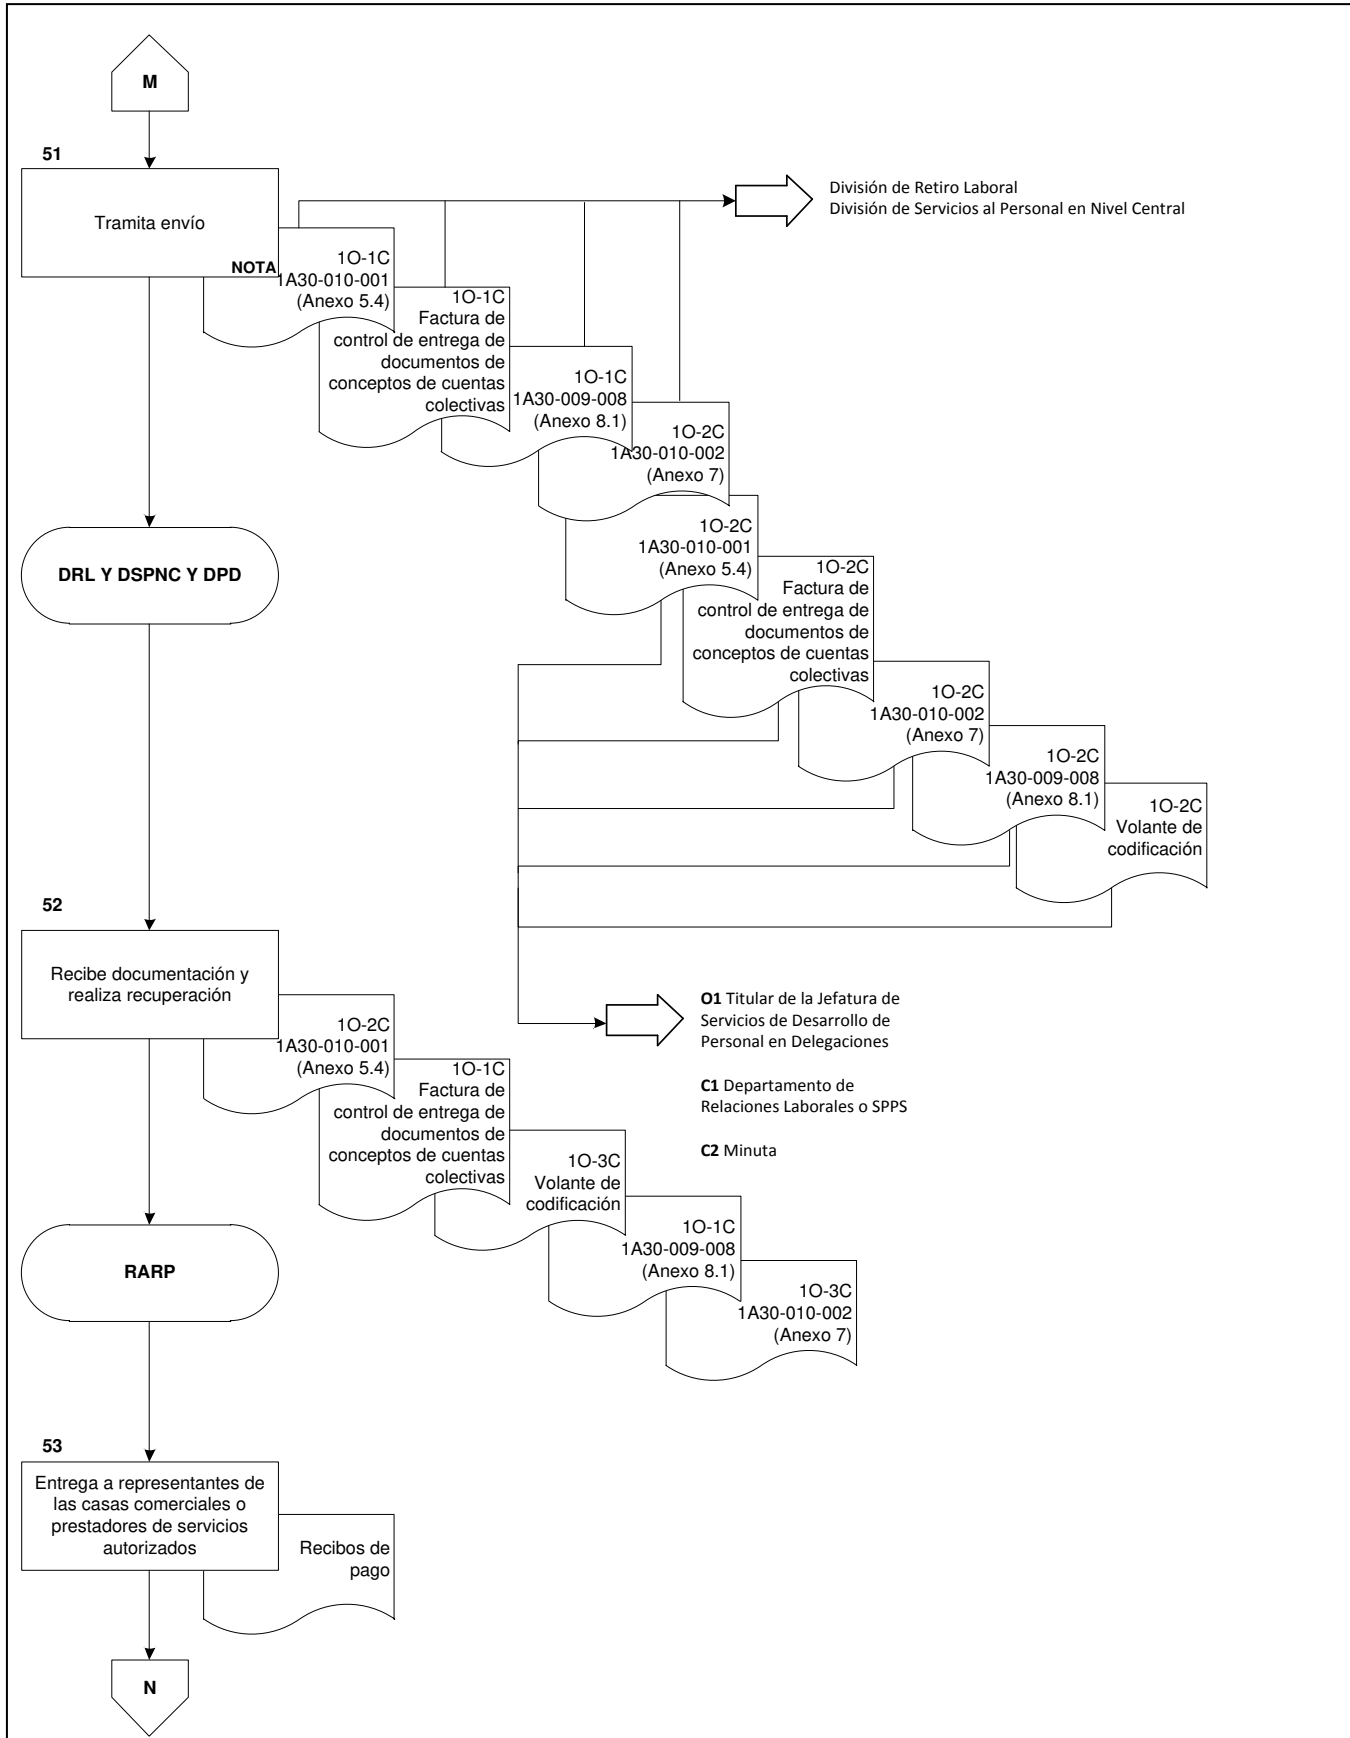 M
51
Tramita envío
NOTA
División de Retiro Laboral
División de Servicios al Personal en Nivel Central
1O-1C
1A30-010-001
(Anexo 5.4)
1O-1C
Factura de
control de entrega de
documentos de
conceptos de cuentas
colectivas
1O-1C
1A30-009-008
(Anexo 8.1)
1O-2C
1A30-010-002
(Anexo 7)
1O-2C
1A30-010-001
(Anexo 5.4)
1O-2C
Factura de
control de entrega de
documentos de
conceptos de cuentas
colectivas
1O-2C
1A30-010-002
(Anexo 7)
1O-2C
1A30-009-008
(Anexo 8.1)
1O-2C
Volante de
codificación
DRL Y DSPNC Y DPD
52
Recibe documentación y
realiza recuperación
O1 Titular de la Jefatura de
Servicios de Desarrollo de
Personal en Delegaciones
C1 Departamento de
Relaciones Laborales o SPPS
C2 Minuta
1O-2C
1A30-010-001
(Anexo 5.4)
1O-1C
Factura de
control de entrega de
documentos de
conceptos de cuentas
colectivas
1O-3C
Volante de
codificación
1O-1C
1A30-009-008
(Anexo 8.1)
1O-3C
1A30-010-002
(Anexo 7)
RARP
53
Entrega a representantes de
las casas comerciales o
prestadores de servicios
autorizados
Recibos de
pago
N